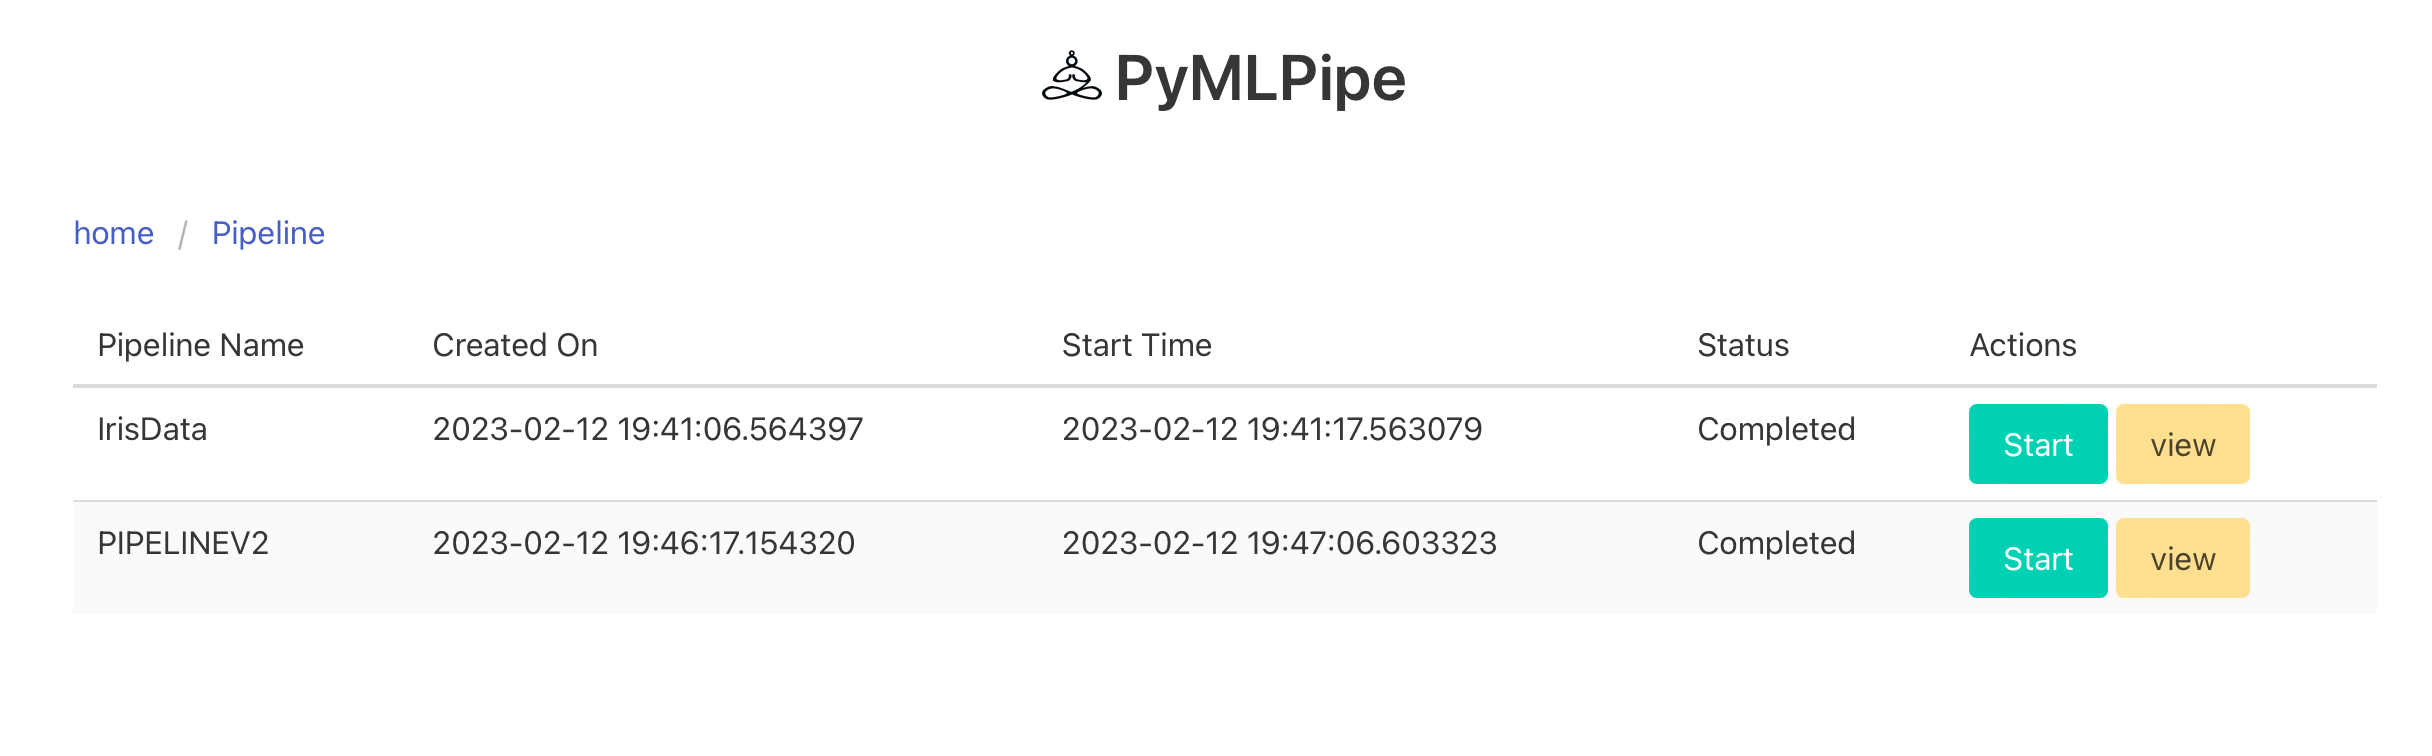 PyMLPipe
home / Pipeline
Pipeline Name Created On Start Time Status Actions
IrisData 2023-02-12 19:41:06.564397 2023-02-12 19:41:17.563079 Completed Start view
PIPELINEV2 2023-02-12 19:46:17.154320 2023-02-12 19:47:06.603323 Completed Start view